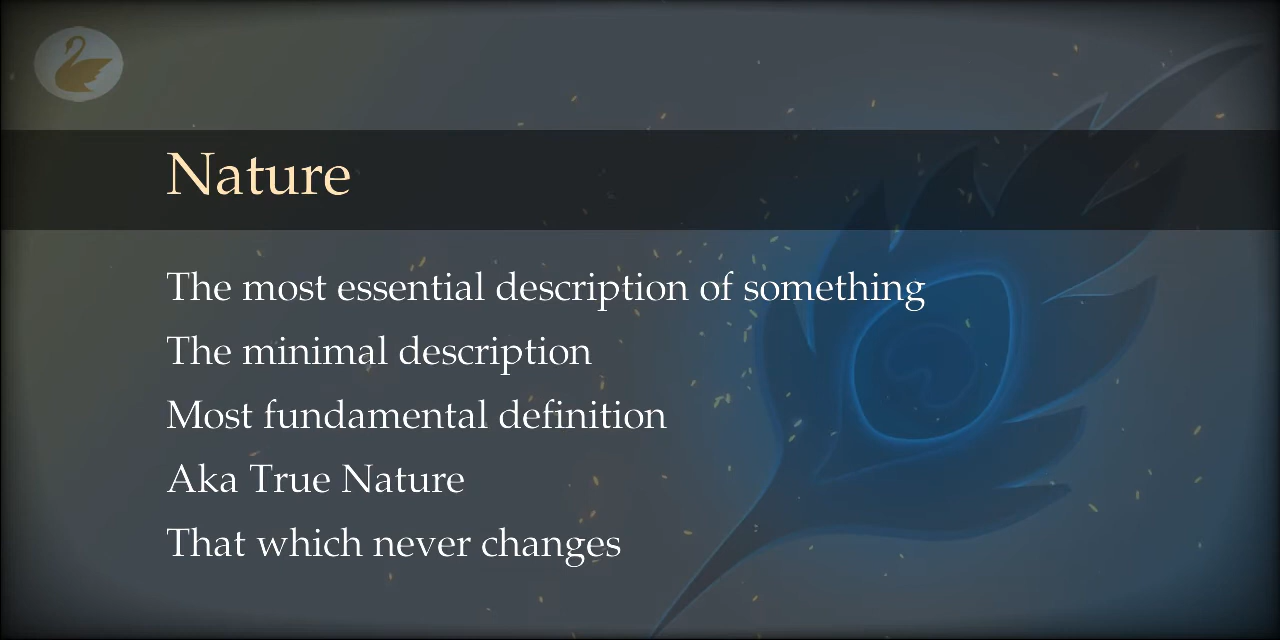 Nature
The most essential description of something
The minimal description
Most fundamental definition
Aka True Nature
That which never changes